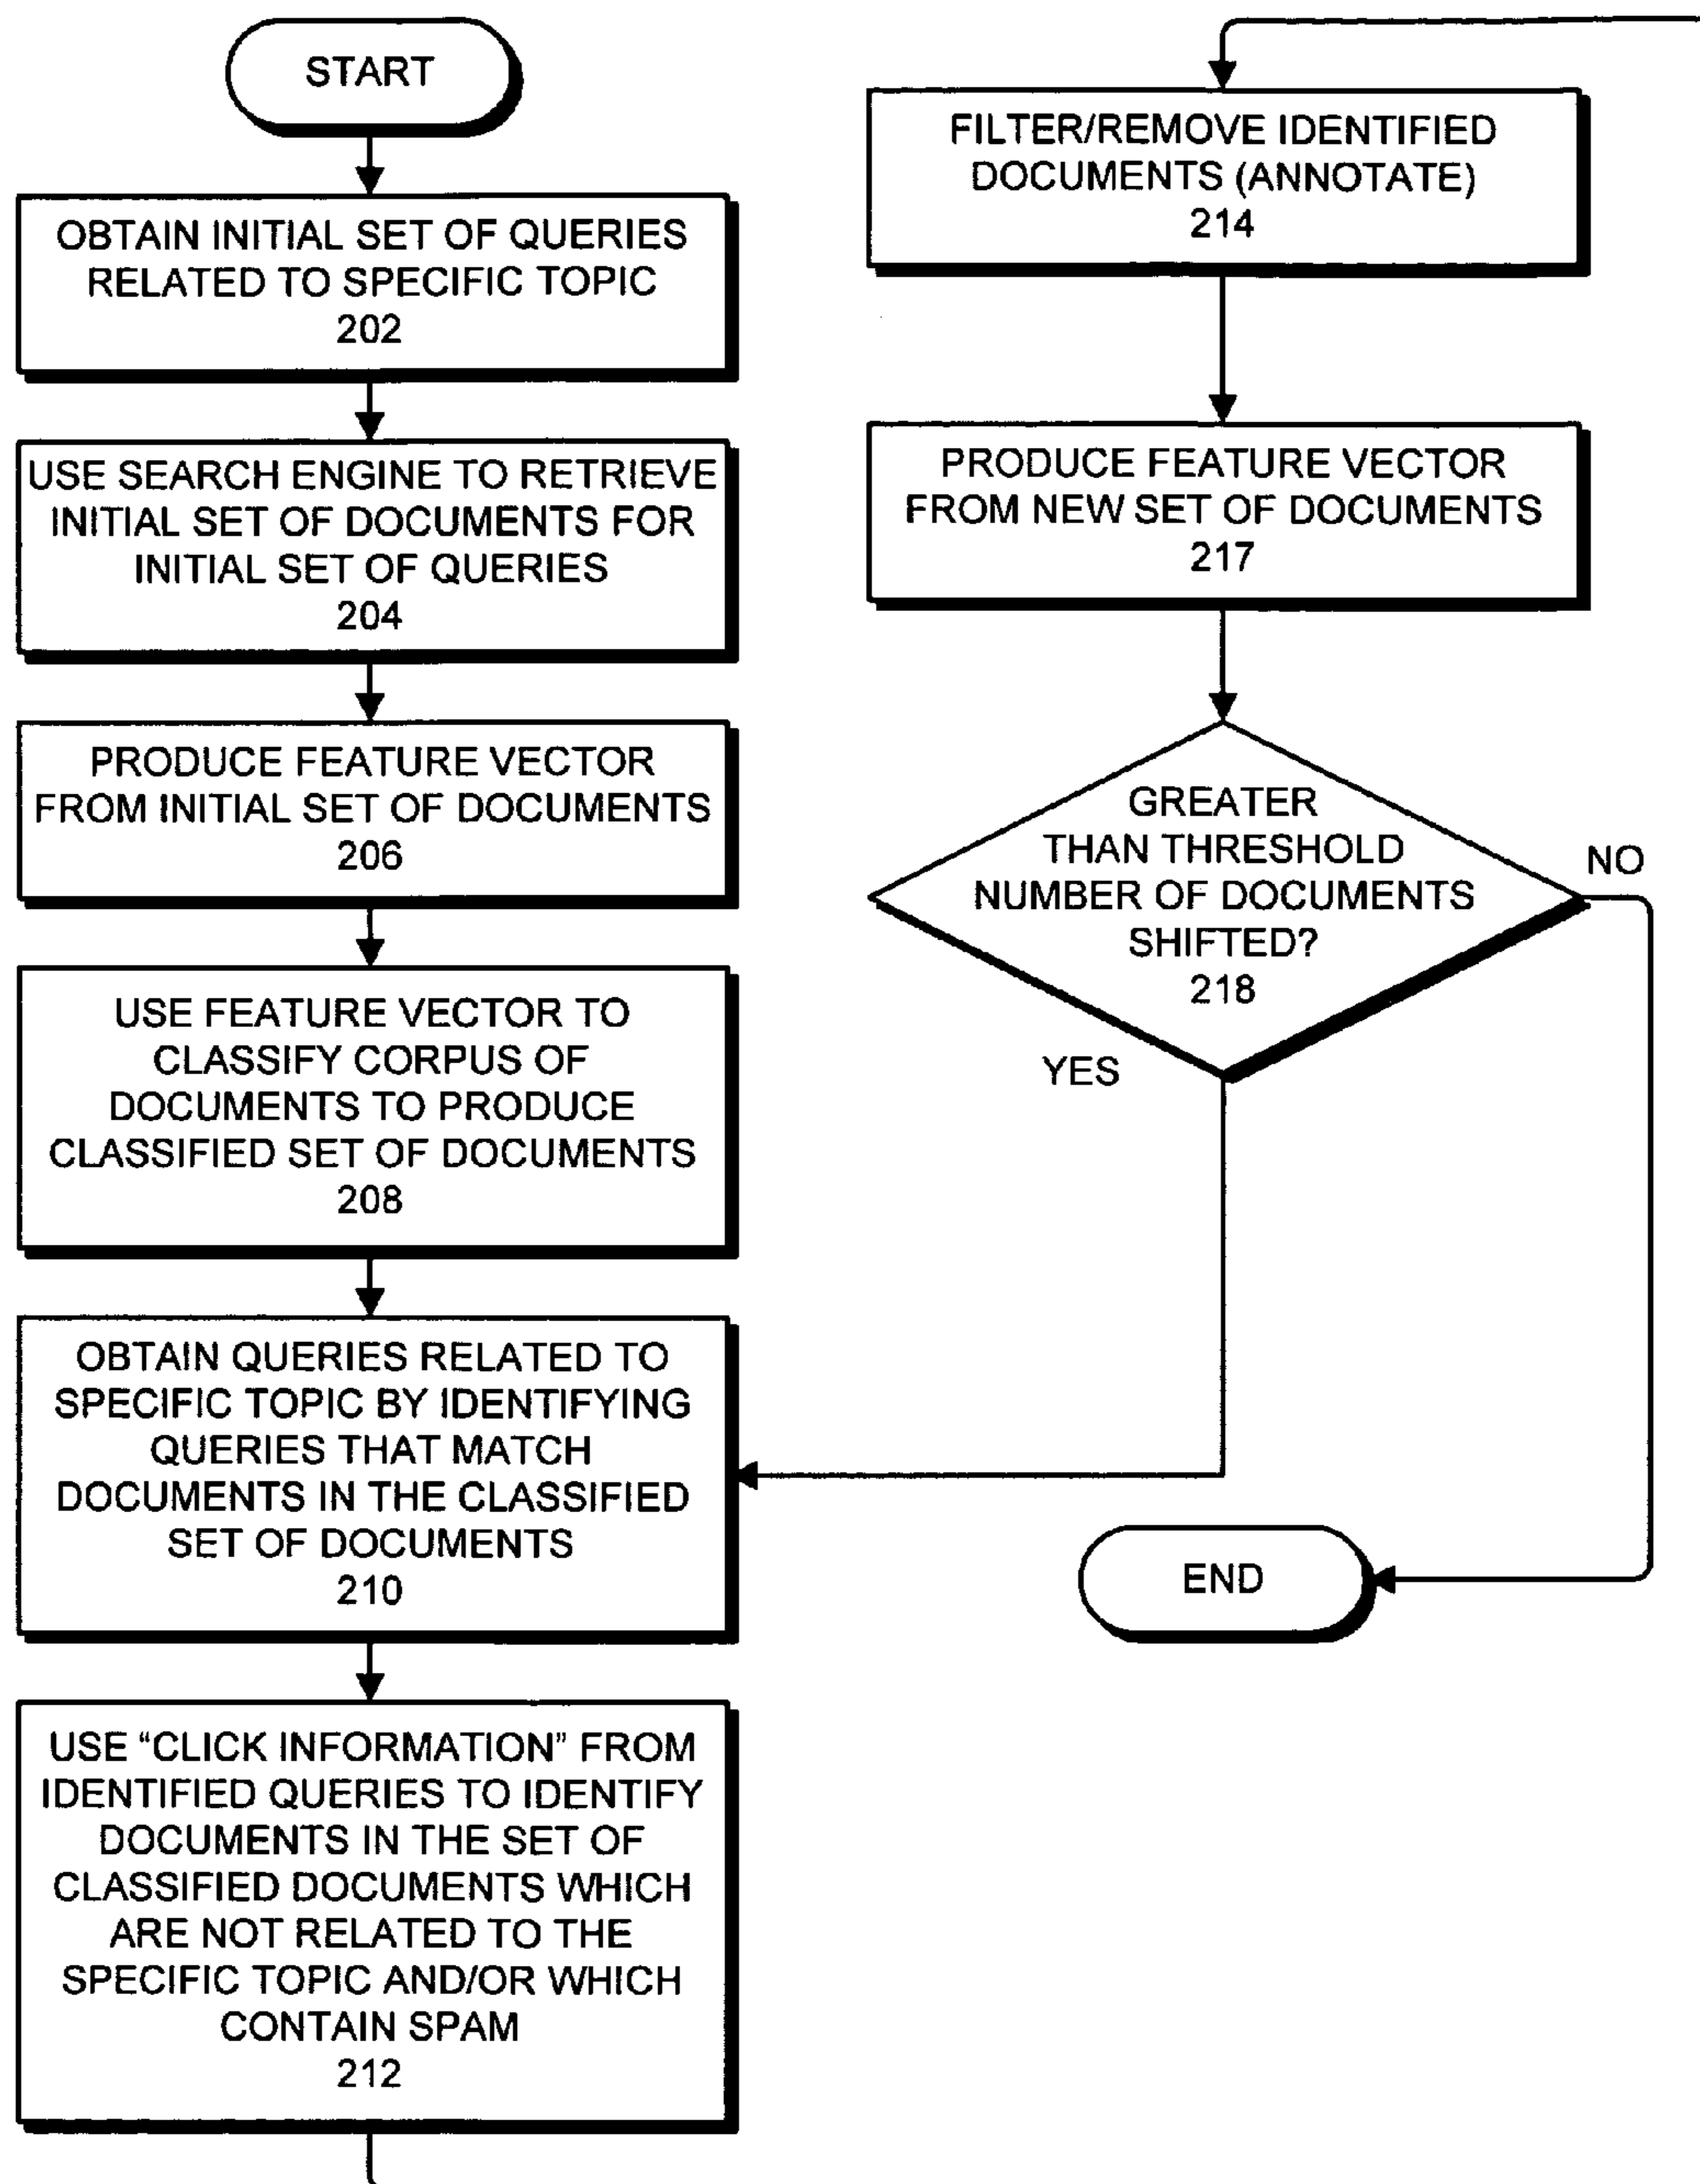 START
OBTAIN INITIAL SET OF QUERIES
RELATED TO SPECIFIC TOPIC
202
USE SEARCH ENGINE TO RETRIEVE
INITIAL SET OF DOCUMENTS FOR
INITIAL SET OF QUERIES
204
PRODUCE FEATURE VECTOR
FROM INITIAL SET OF DOCUMENTS
206
USE FEATURE VECTOR TO
CLASSIFY CORPUS OF
DOCUMENTS TO PRODUCE
CLASSIFIED SET OF DOCUMENTS
208
OBTAIN QUERIES RELATED TO
SPECIFIC TOPIC BY IDENTIFYING
QUERIES THAT MATCH
DOCUMENTS IN THE CLASSIFIED
SET OF DOCUMENTS
210
USE “CLICK INFORMATION” FROM
IDENTIFIED QUERIES TO IDENTIFY
DOCUMENTS IN THE SET OF
CLASSIFIED DOCUMENTS WHICH
ARE NOT RELATED TO THE
SPECIFIC TOPIC AND/OR WHICH
CONTAIN SPAM
212
FILTER/REMOVE IDENTIFIED
DOCUMENTS (ANNOTATE)
214
PRODUCE FEATURE VECTOR
FROM NEW SET OF DOCUMENTS
217
GREATER
THAN THRESHOLD
NUMBER OF DOCUMENTS
SHIFTED?
218
NO
YES
END